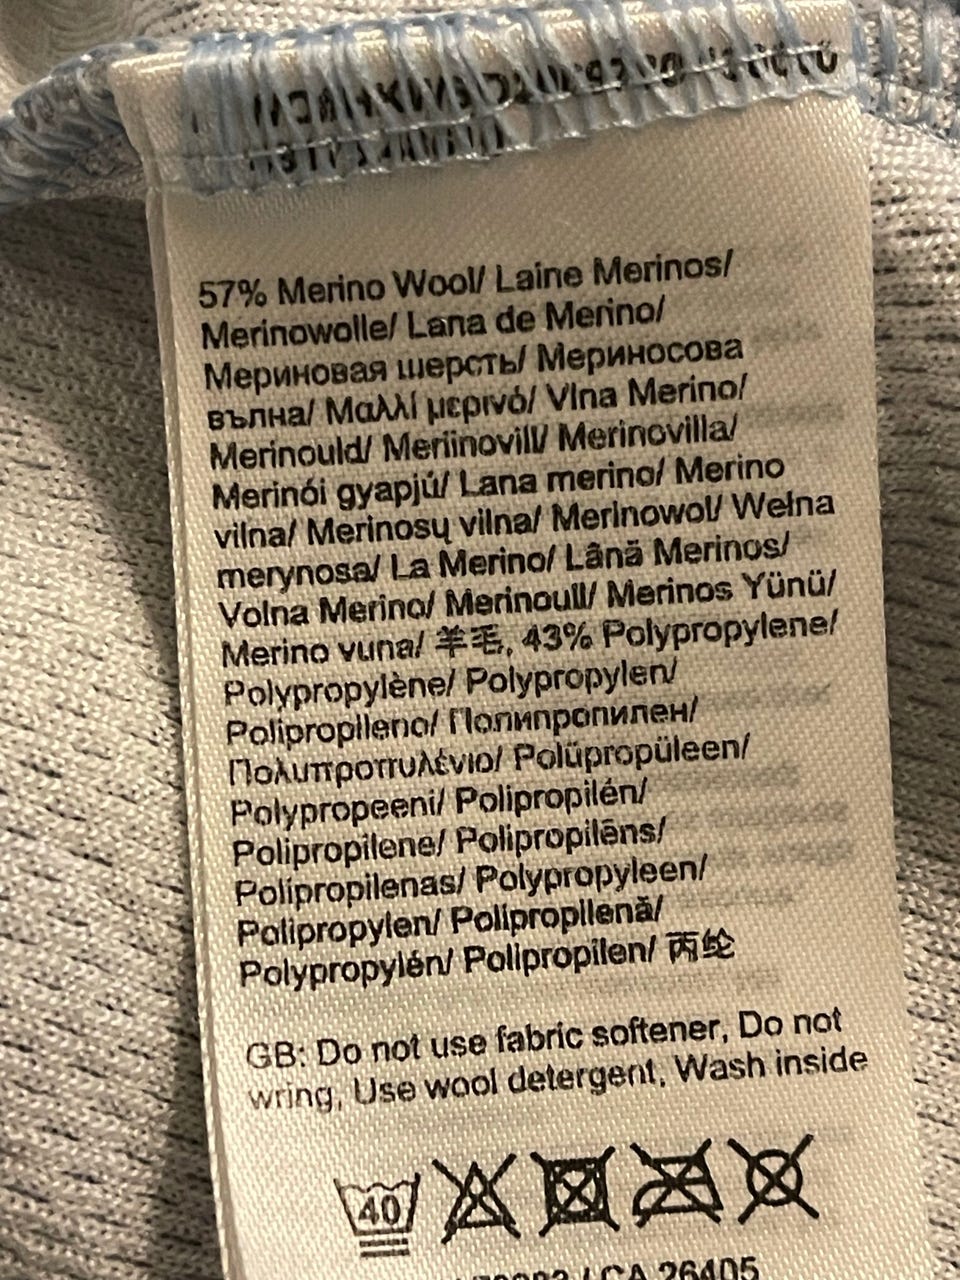 57% Merino Wool/ Laine Merinos/
Merinowolle/ Lana de Merino/
Мериновая шерсть/ Мериносова
вълна/ Μαλλί μερινό/ Vlna Merino/
Merinould/ Meriinovill/ Merinovilla/
Merinói gyapjú/ Lana merino/ Merino
vilna/ Merinosų vilna/ Merinowol/ Wełna
merynosa/ La Merino/ Lână Merinos/
Volna Merino/ Merinoull/ Merinos Yünü/
Merino vuna/ 羊毛, 43% Polypropylene/
Polypropylène/ Polypropylen/
Polipropileno/ Полипропилен/
Πολυπροπυλένιο/ Polüpropüleen/
Polypropeeni/ Polipropilén/
Polipropilene/ Polipropilēns/
Polipropilenas/ Polypropyleen/
Polipropylen/ Polipropilenă/
Polypropylén/ Polipropilen/ 丙纶
GB: Do not use fabric softener, Do not
wring, Use wool detergent, Wash inside
40
/ CA 26405